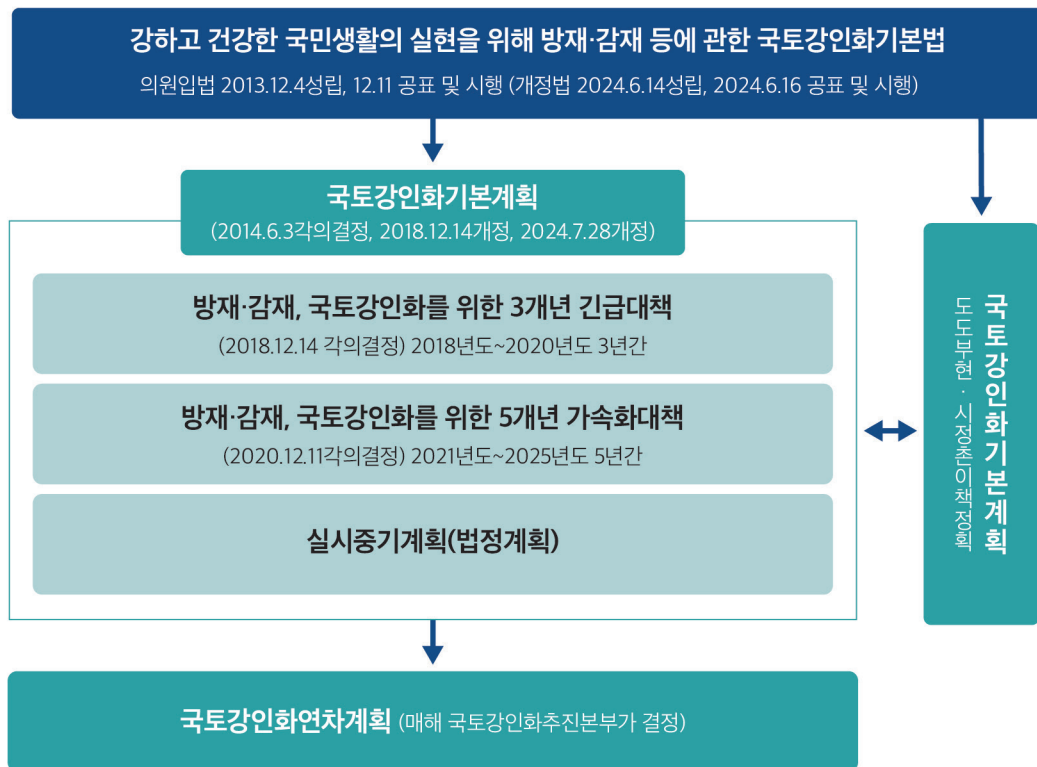 강하고 건강한 국민생활의 실현을 위해 방재·감재 등에 관한 국토강인화기본법
의원입법 2013.12.4성립, 12.11 공표 및 시행 (개정법 2024.6.14성립, 2024.6.16 공표 및 시행)
국토강인화기본계획
(2014.6.3각의결정, 2018.12.14개정, 2024.7.28개정)
방재·감재, 국토강인화를 위한 3개년 긴급대책
(2018.12.14 각의결정) 2018년도~2020년도 3년간
방재·감재, 국토강인화를 위한 5개년 가속화대책
(2020.12.11각의결정) 2021년도~2025년도 5년간
실시중기계획(법정계획)
국토강인화기본계획
도도부현·시정촌이책정획
국토강인화연차계획 (매해 국토강인화추진본부가 결정)